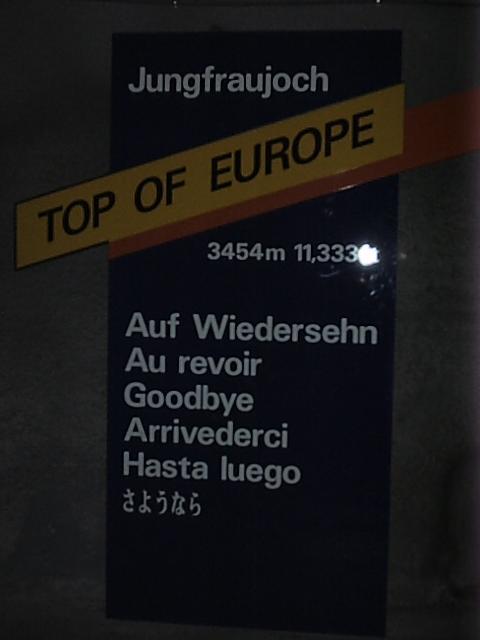 Jungfraujoch
TOP OF EUROPE
3454m 11,333
Auf Wiedersehn
Au revoir
Goodbye
Arrivederci
Hasta luego
さようなら